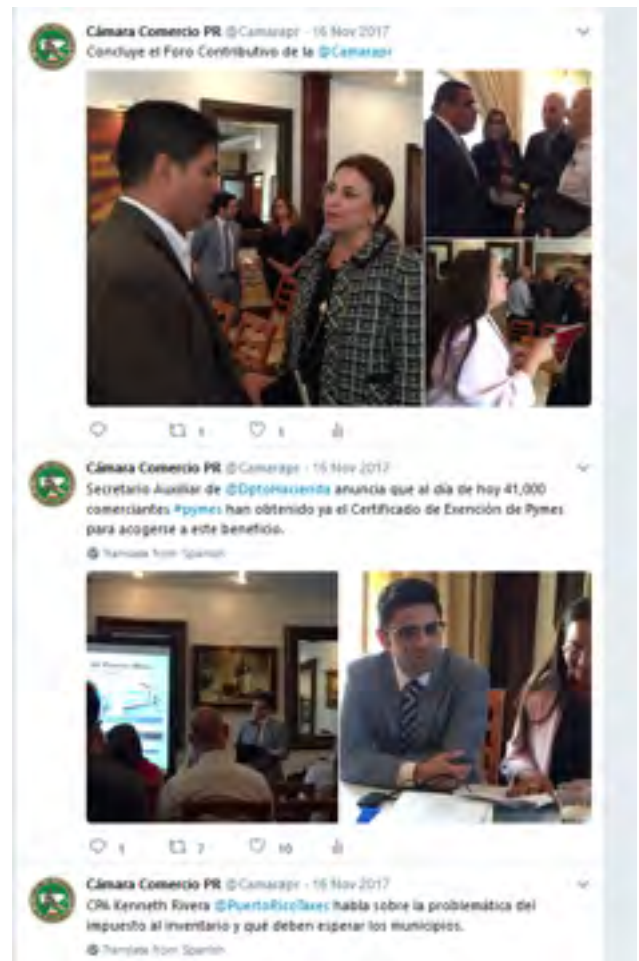 Cámara Comercio PR @Camarapr · 16 Nov 2017
Concluye el Foro Contributivo de la @Camarapr
1 1
Cámara Comercio PR @Camarapr · 16 Nov 2017
Secretario Auxiliar de @DptoHacienda anuncia que al día de hoy 41,000
comerciantes #pymes han obtenido ya el Certificado de Exención de Pymes
para acogerse a este beneficio.
Translate from Spanish
1 7 10
Cámara Comercio PR @Camarapr · 16 Nov 2017
CPA Kenneth Rivera @PuertoRicoTaxes habla sobre la problemática del
impuesto al inventario y qué deben esperar los municipios.
Translate from Spanish